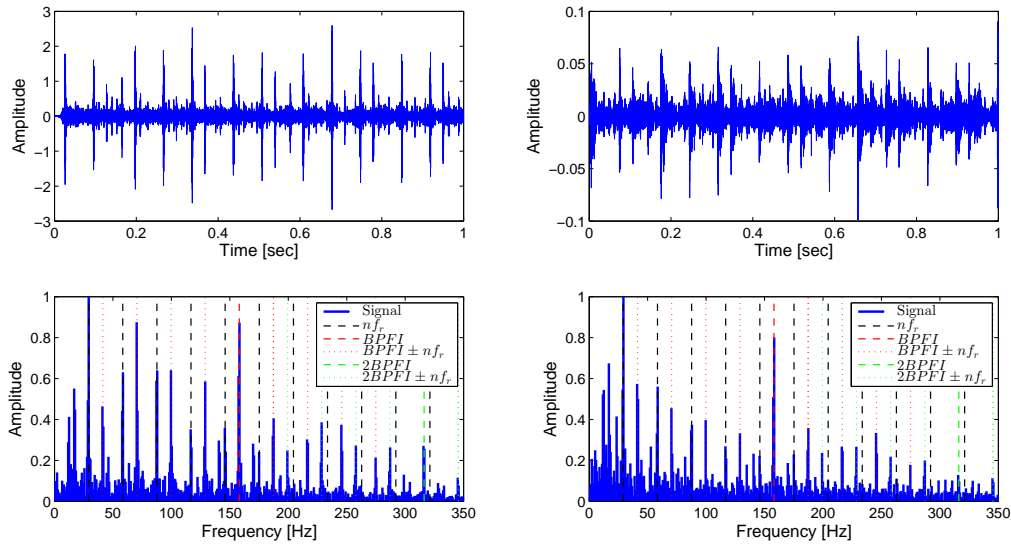 3
2
1
0
−1
−2
−3
Amplitude
0
0.2
0.4
0.6
0.8
1
Time [sec]
0.1
0.05
0
−0.05
−0.1
Amplitude
0
0.2
0.4
0.6
0.8
1
Time [sec]
1
0.8
0.6
0.4
0.2
0
Amplitude
0
50
100
150
200
250
300
350
Frequency [Hz]
Signal
nf_r
BPFI
BPFI ± nf_r
2BPFI
2BPFI ± nf_r
1
0.8
0.6
0.4
0.2
0
Amplitude
0
50
100
150
200
250
300
350
Frequency [Hz]
Signal
nf_r
BPFI
BPFI ± nf_r
2BPFI
2BPFI ± nf_r